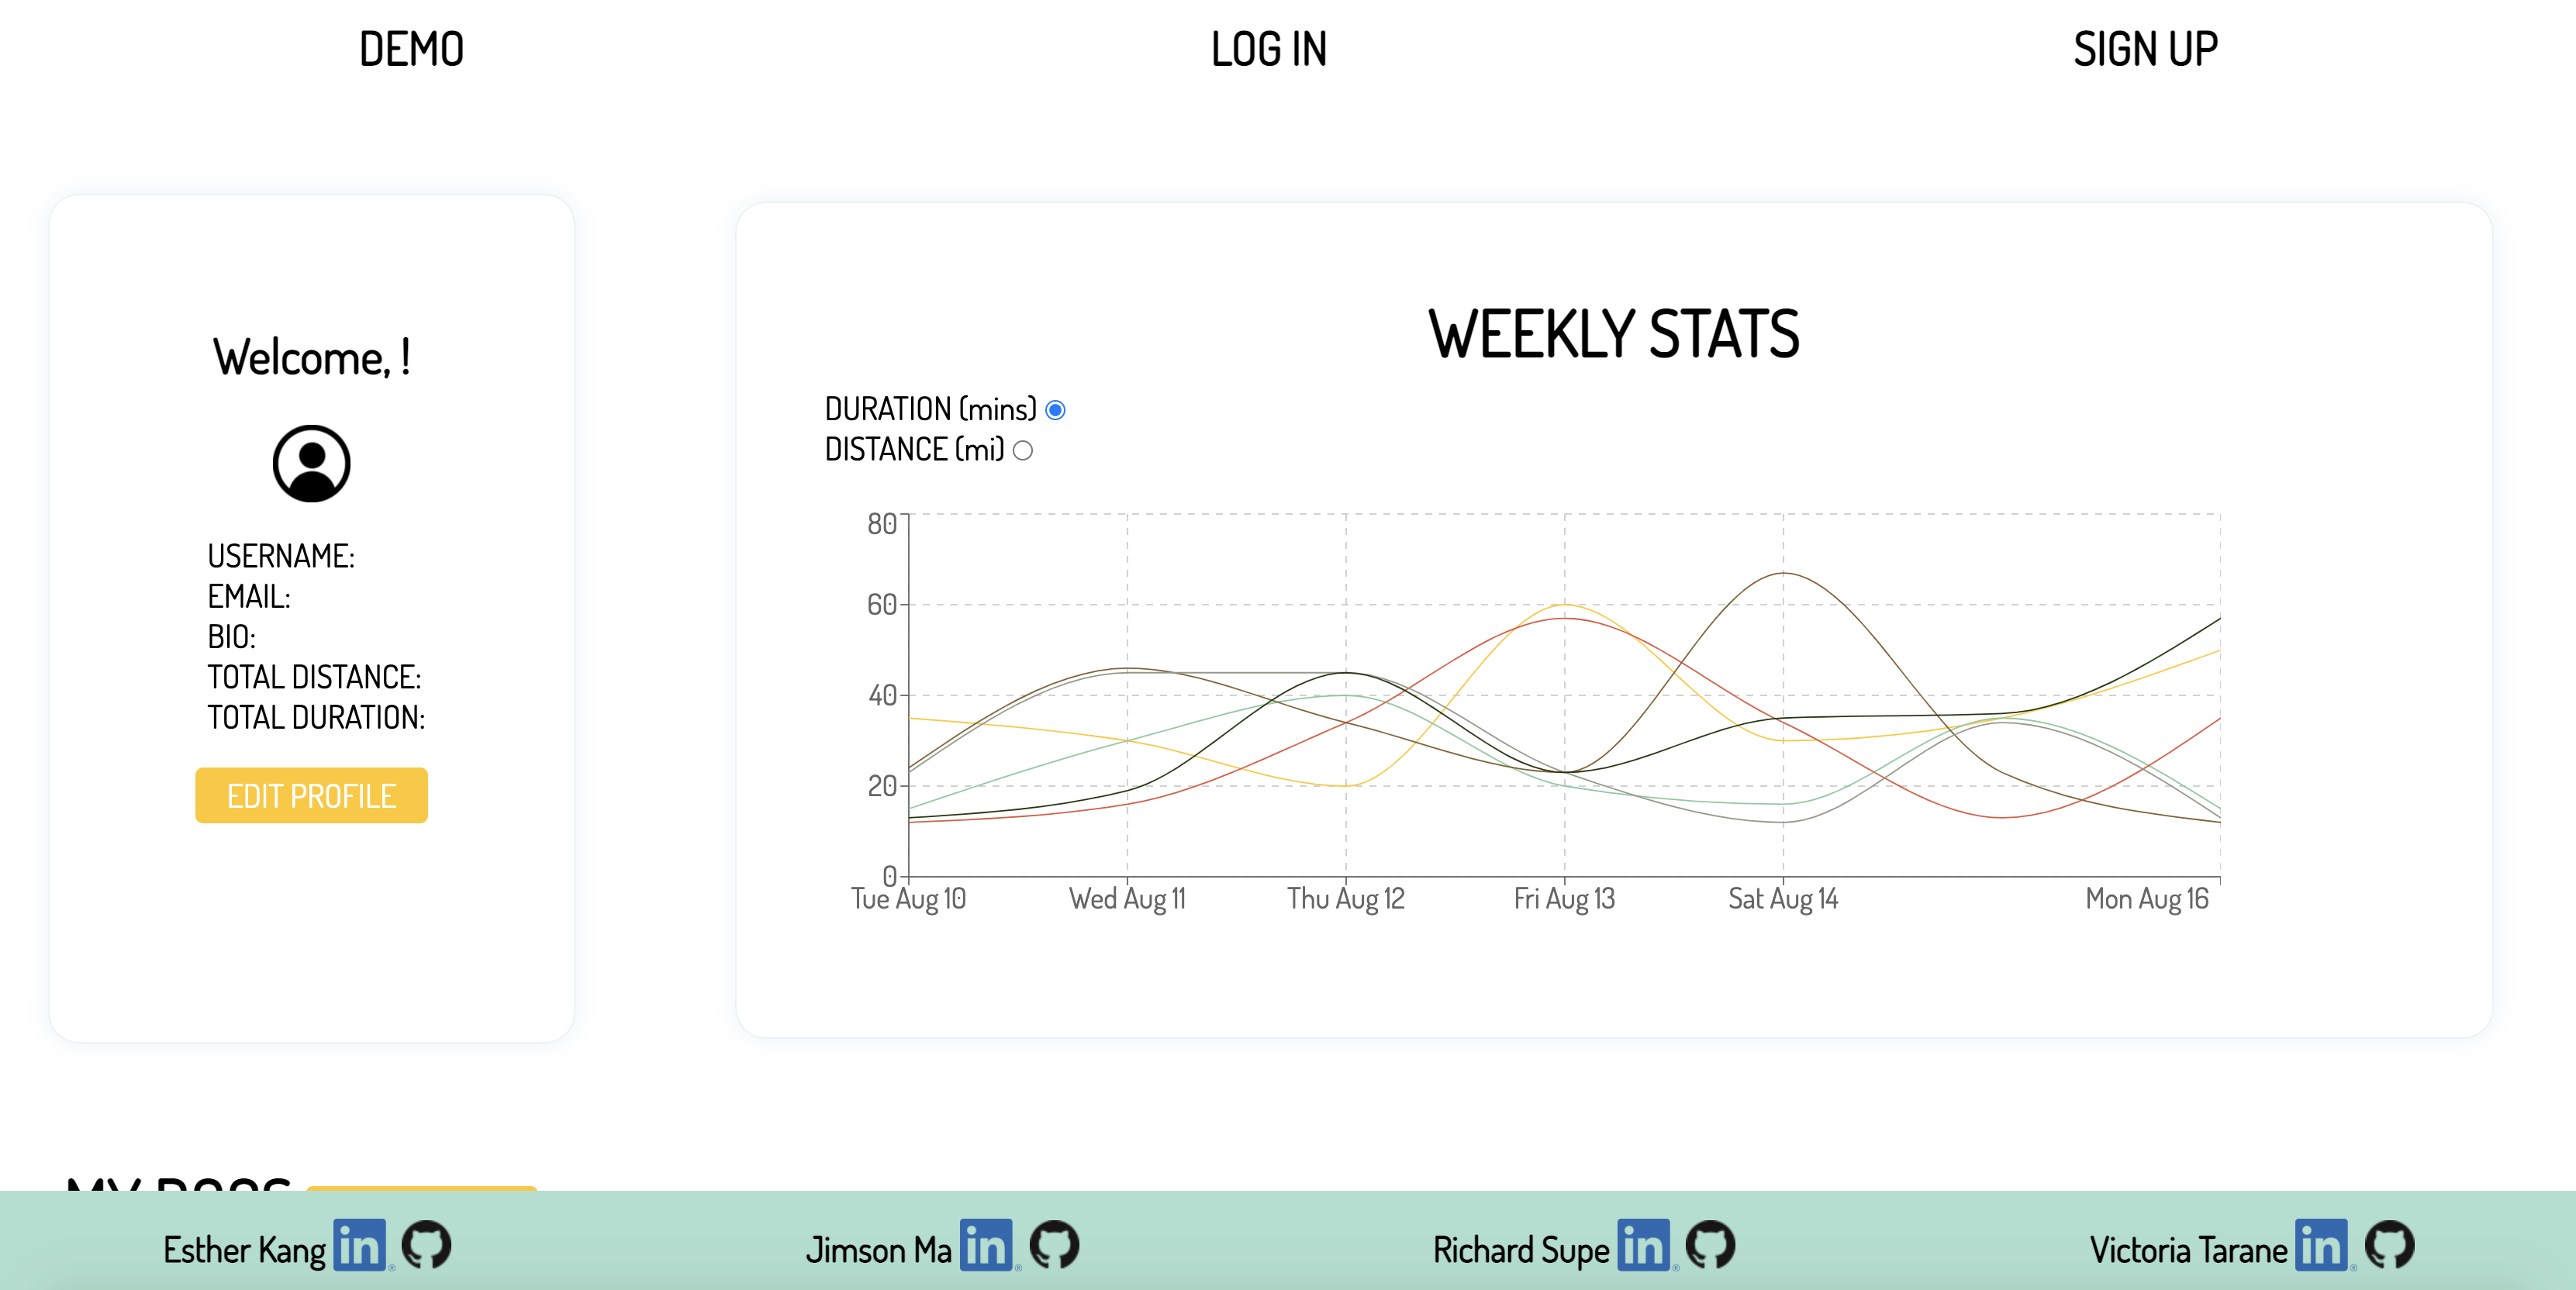 DEMO LOG IN SIGN UP
Welcome, !
USERNAME:
EMAIL:
BIO:
TOTAL DISTANCE:
TOTAL DURATION:
EDIT PROFILE
WEEKLY STATS
DURATION (mins)
DISTANCE (mi)
80
60
40
20
0
Tue Aug 10 Wed Aug 11 Thu Aug 12 Fri Aug 13 Sat Aug 14 Mon Aug 16
MY DOGS
Esther Kang in® Jimson Ma in® Richard Supe in® Victoria Tarane in®